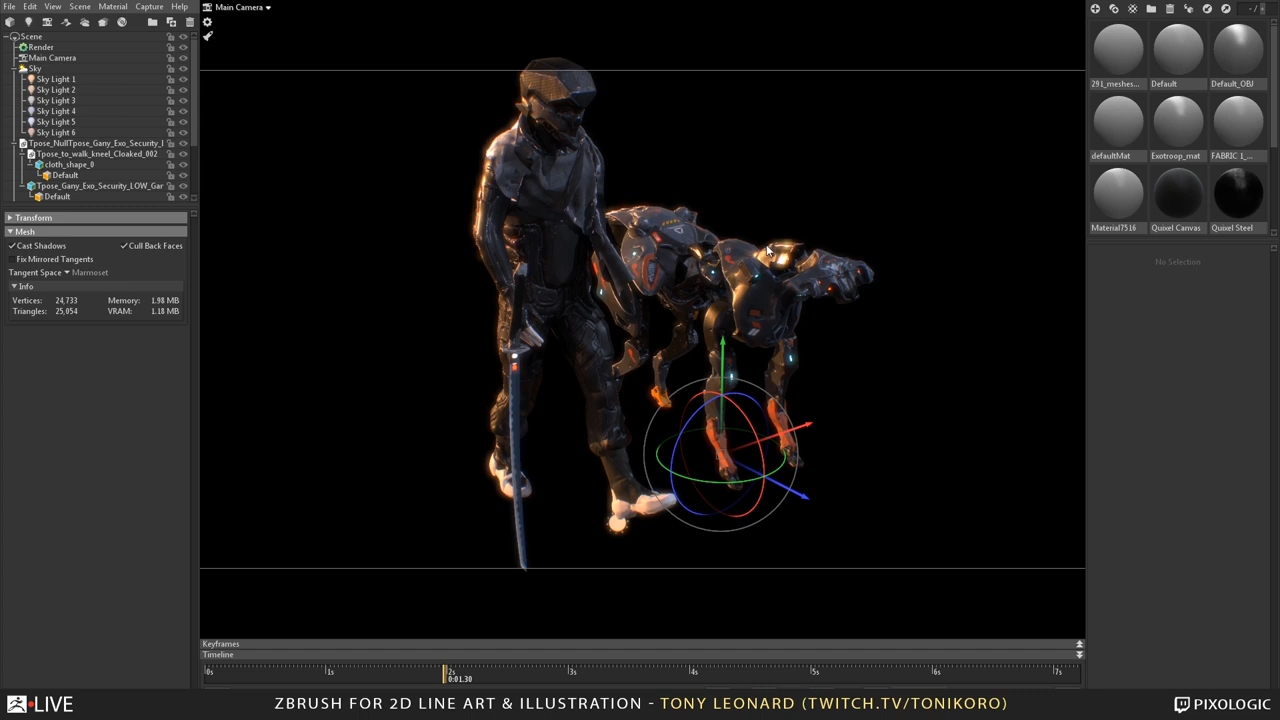 File Edit View Scene Material Capture Help
Main Camera
-/-
Scene
Render
Main Camera
Sky
Sky Light 1
Sky Light 2
Sky Light 3
Sky Light 4
Sky Light 5
Sky Light 6
Tpose_NullTpose_Gany_Exo_Security_l
Tpose_to_walk_kneel_Cloaked_002
cloth_shape_0
Default
Tpose_Gany_Exo_Security_LOW_Gar
Default
Transform
Mesh
Cast Shadows Cull Back Faces
Fix Mirrored Tangents
Tangent Space Marmoset
Info
Vertices: 24,733 Memory: 1.98 MB
Triangles: 25,054 VRAM: 1.18 MB
291_meshes... Default Default_OBJ
defaultMat Exotroop_mat FABRIC 1_...
Material7516 Quixel Canvas Quixel Steel
No Selection
Keyframes
Timeline
0s 1s 2s 3s 4s 5s 6s 7s
0:01.30
LIVE
ZBRUSH FOR 2D LINE ART & ILLUSTRATION - TONY LEONARD (TWITCH.TV/TONIKORO)
PIXOLOGIC